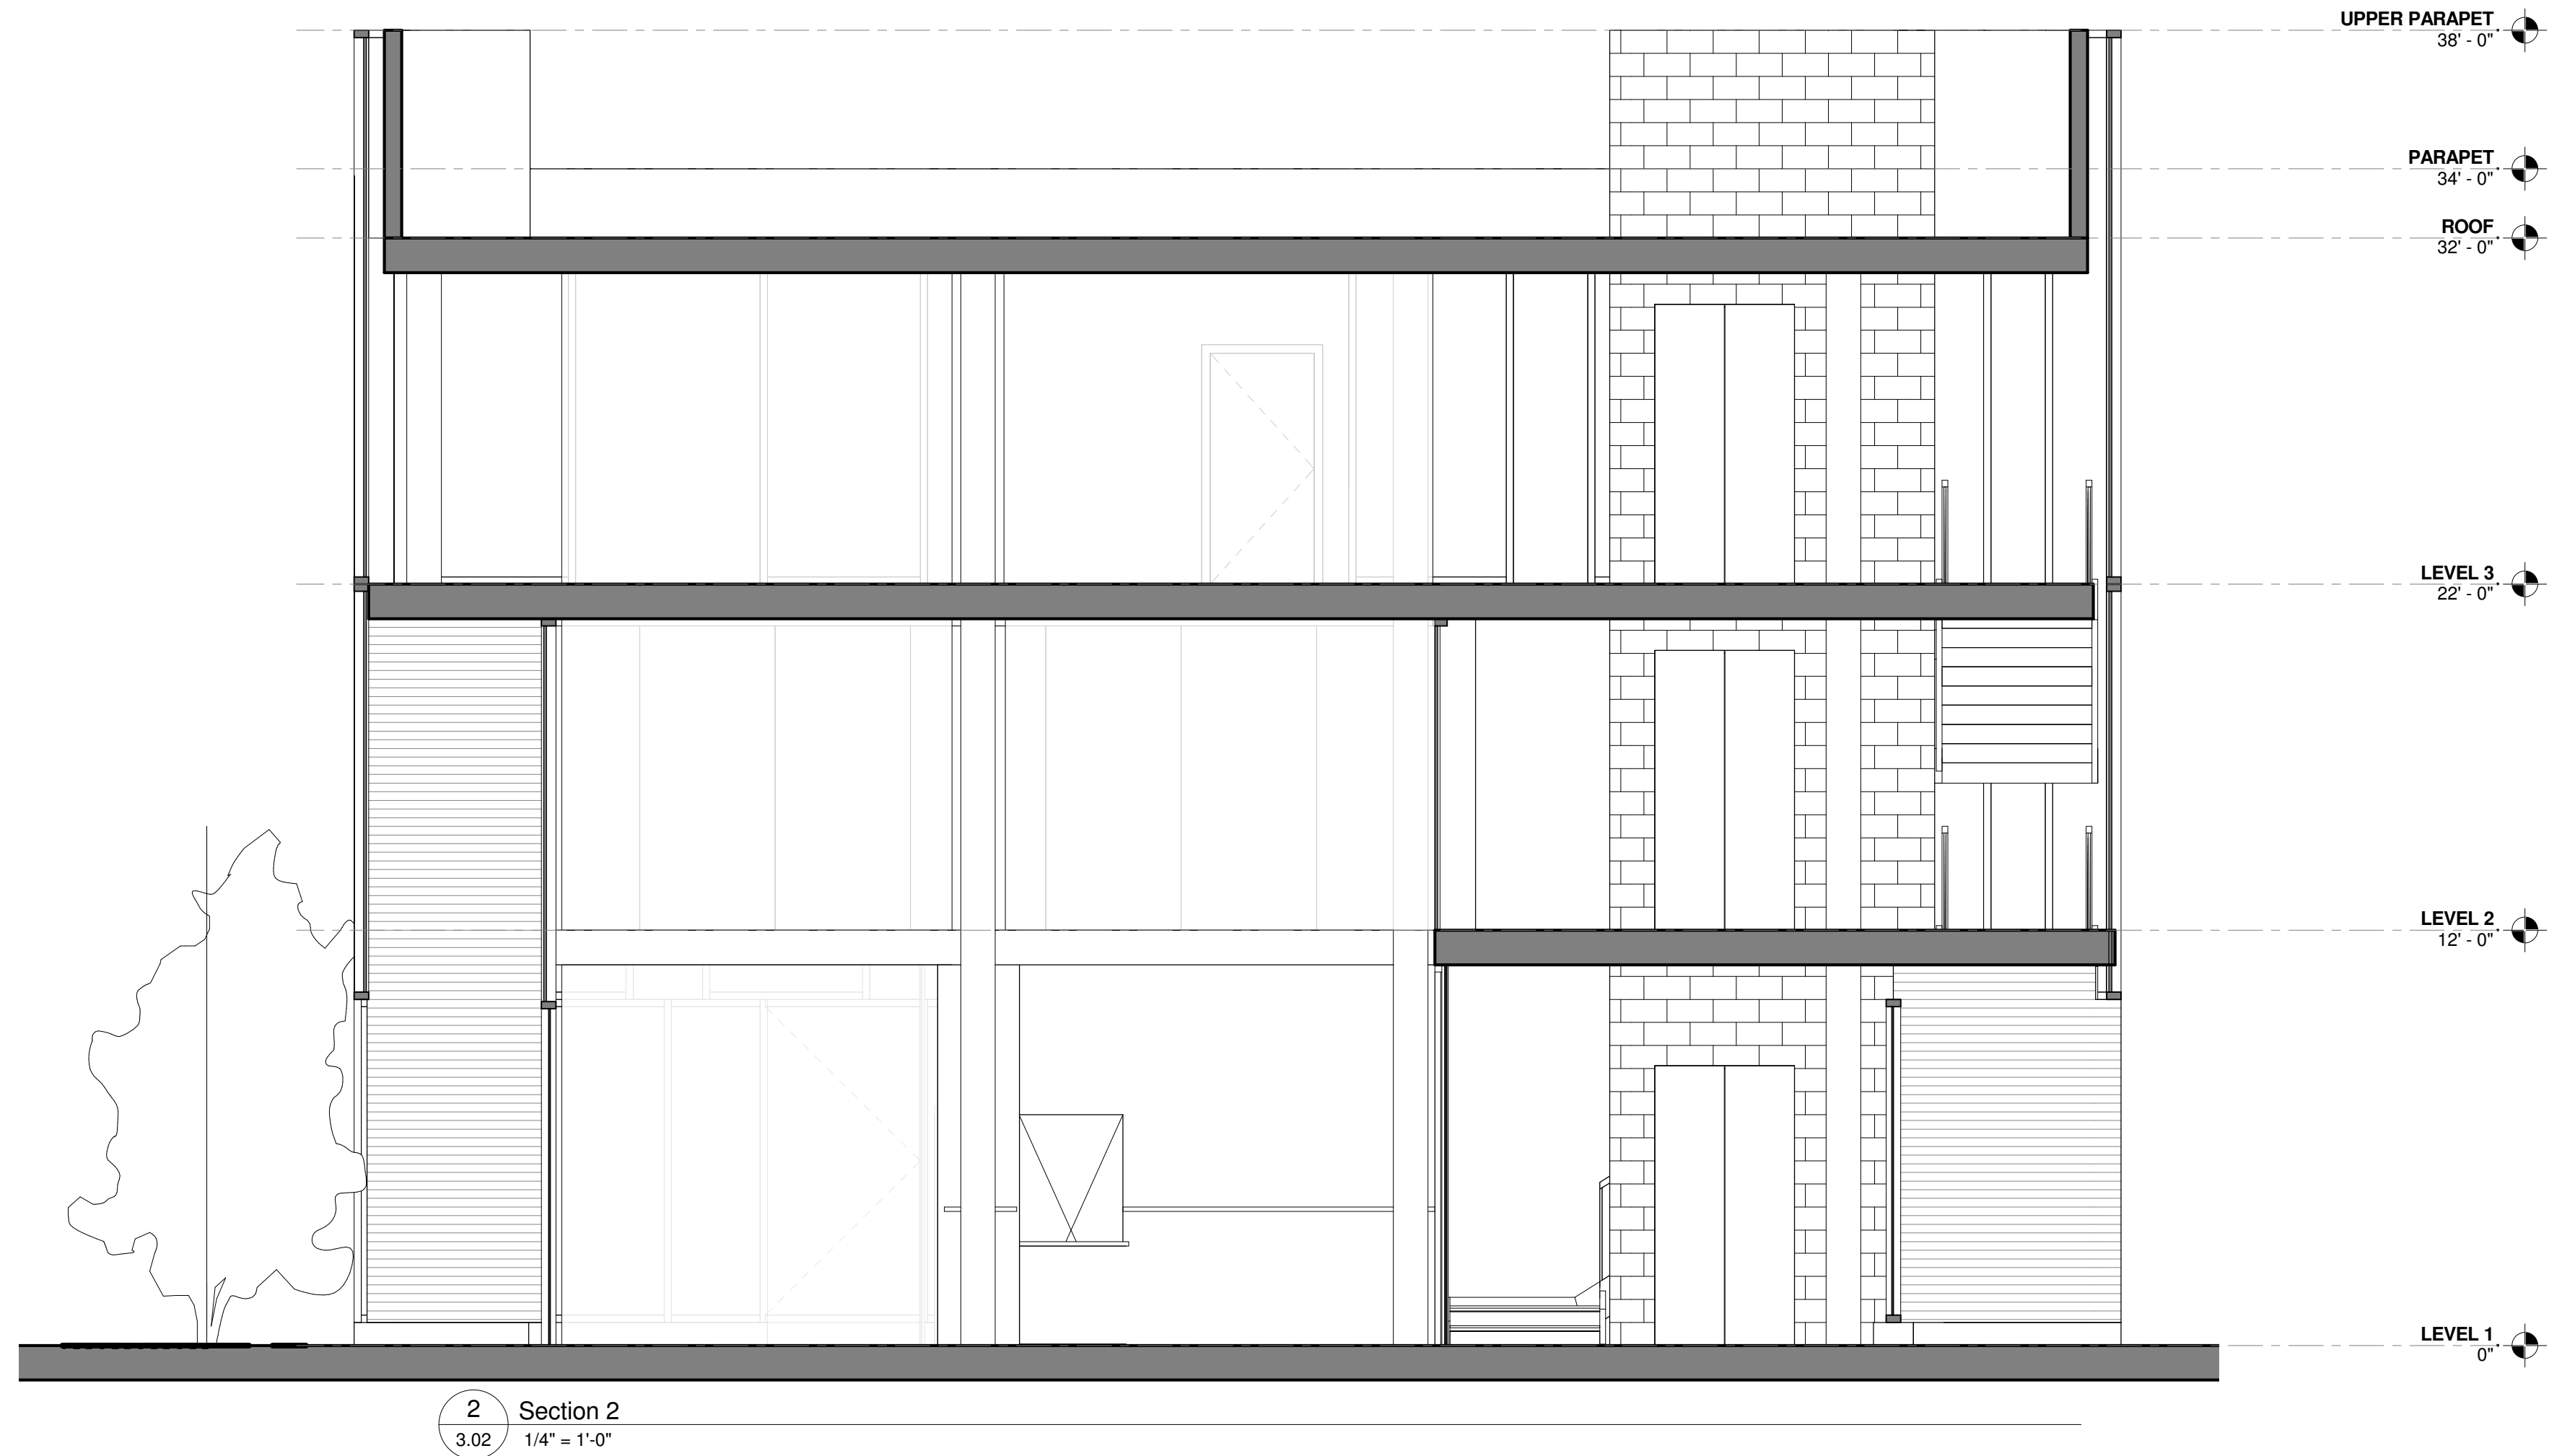 UPPER PARAPET
38' - 0"
PARAPET
34' - 0"
ROOF
32' - 0"
LEVEL 3
22' - 0"
LEVEL 2
12' - 0"
LEVEL 1
0"
2
Section 2
3.02
1/4" = 1'-0"